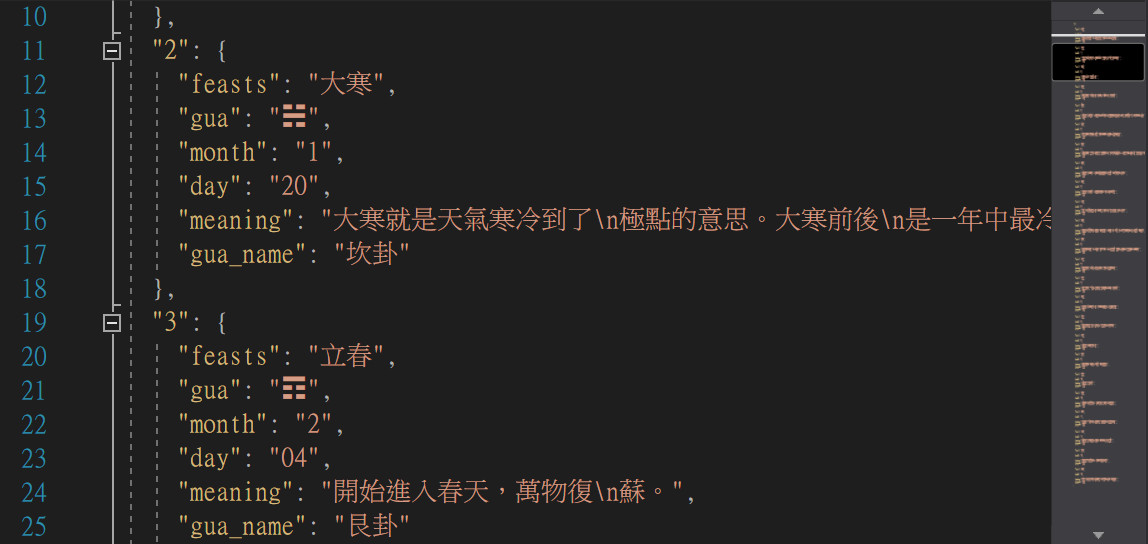 10 },
11 "2": {
12 "feasts": "大寒",
13 "gua": "☵",
14 "month": "1",
15 "day": "20",
16 "meaning": "大寒就是天氣寒冷到了\n極點的意思。大寒前後\n是一年中最冷
17 "gua_name": "坎卦"
18 },
19 "3": {
20 "feasts": "立春",
21 "gua": "☶",
22 "month": "2",
23 "day": "04",
24 "meaning": "開始進入春天，萬物復\n蘇。",
25 "gua_name": "艮卦"